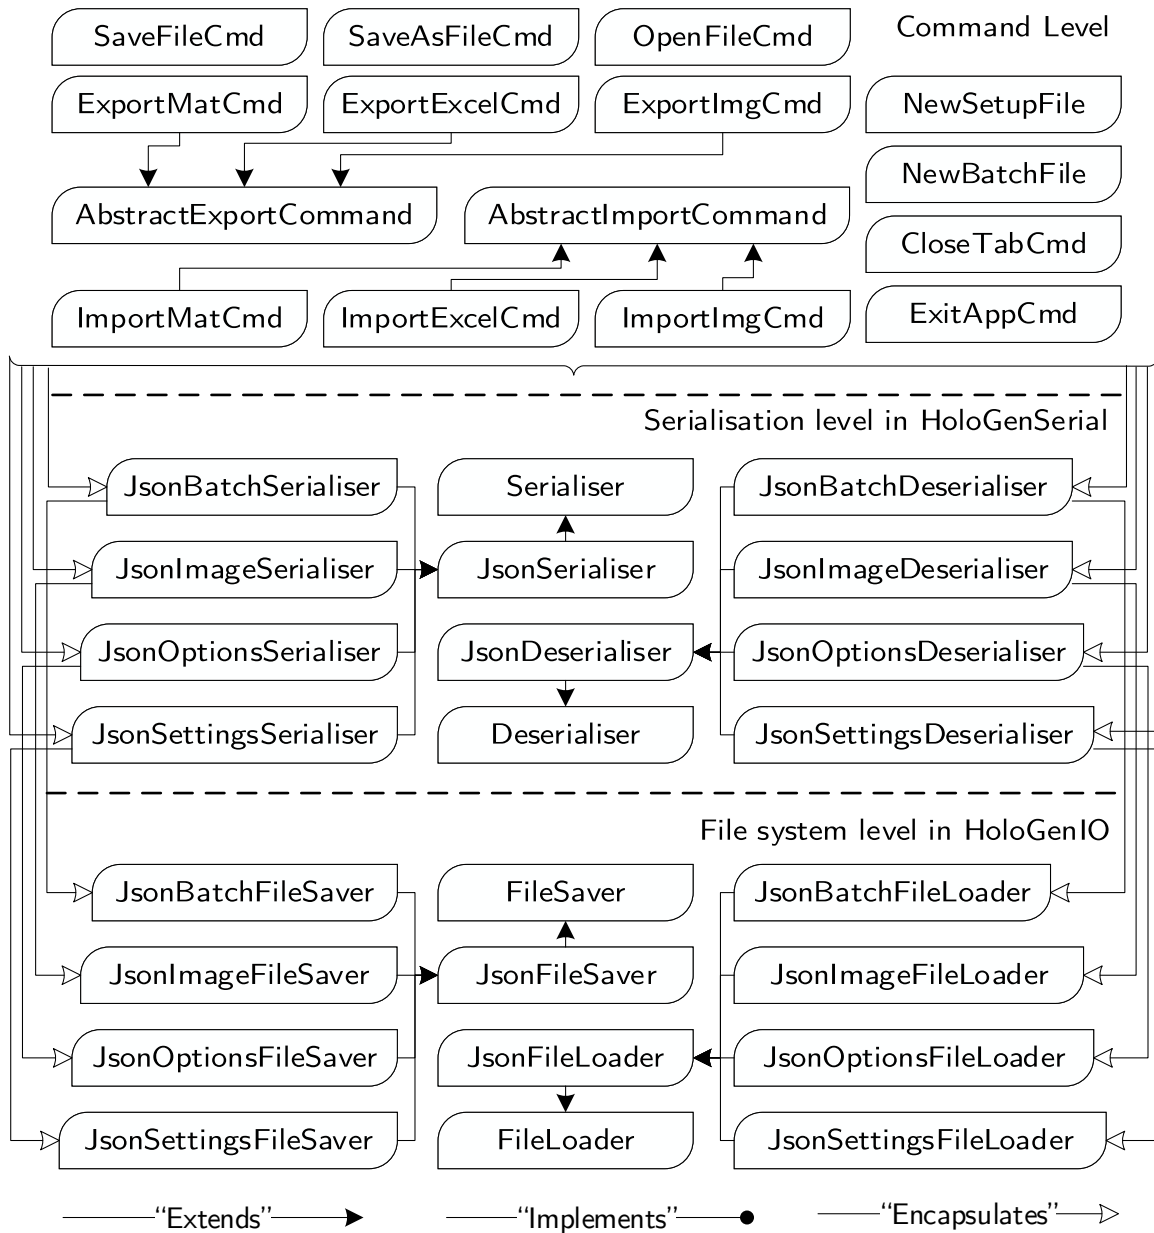 SaveFileCmd
SaveAsFileCmd
OpenFileCmd
Command Level
ExportMatCmd
ExportExcelCmd
ExportImgCmd
NewSetupFile
NewBatchFile
AbstractExportCommand
AbstractImportCommand
CloseTabCmd
ImportMatCmd
ImportExcelCmd
ImportImgCmd
ExitAppCmd
Serialisation level in HoloGenSerial
JsonBatchSerialiser
Serialiser
JsonBatchDeserialiser
JsonImageSerialiser
JsonSerialiser
JsonImageDeserialiser
JsonOptionsSerialiser
JsonDeserialiser
JsonOptionsDeserialiser
JsonSettingsSerialiser
Deserialiser
JsonSettingsDeserialiser
File system level in HoloGenIO
JsonBatchFileSaver
FileSaver
JsonBatchFileLoader
JsonImageFileSaver
JsonFileSaver
JsonImageFileLoader
JsonOptionsFileSaver
JsonFileLoader
JsonOptionsFileLoader
JsonSettingsFileSaver
FileLoader
JsonSettingsFileLoader
“Extends”
“Implements”
“Encapsulates”